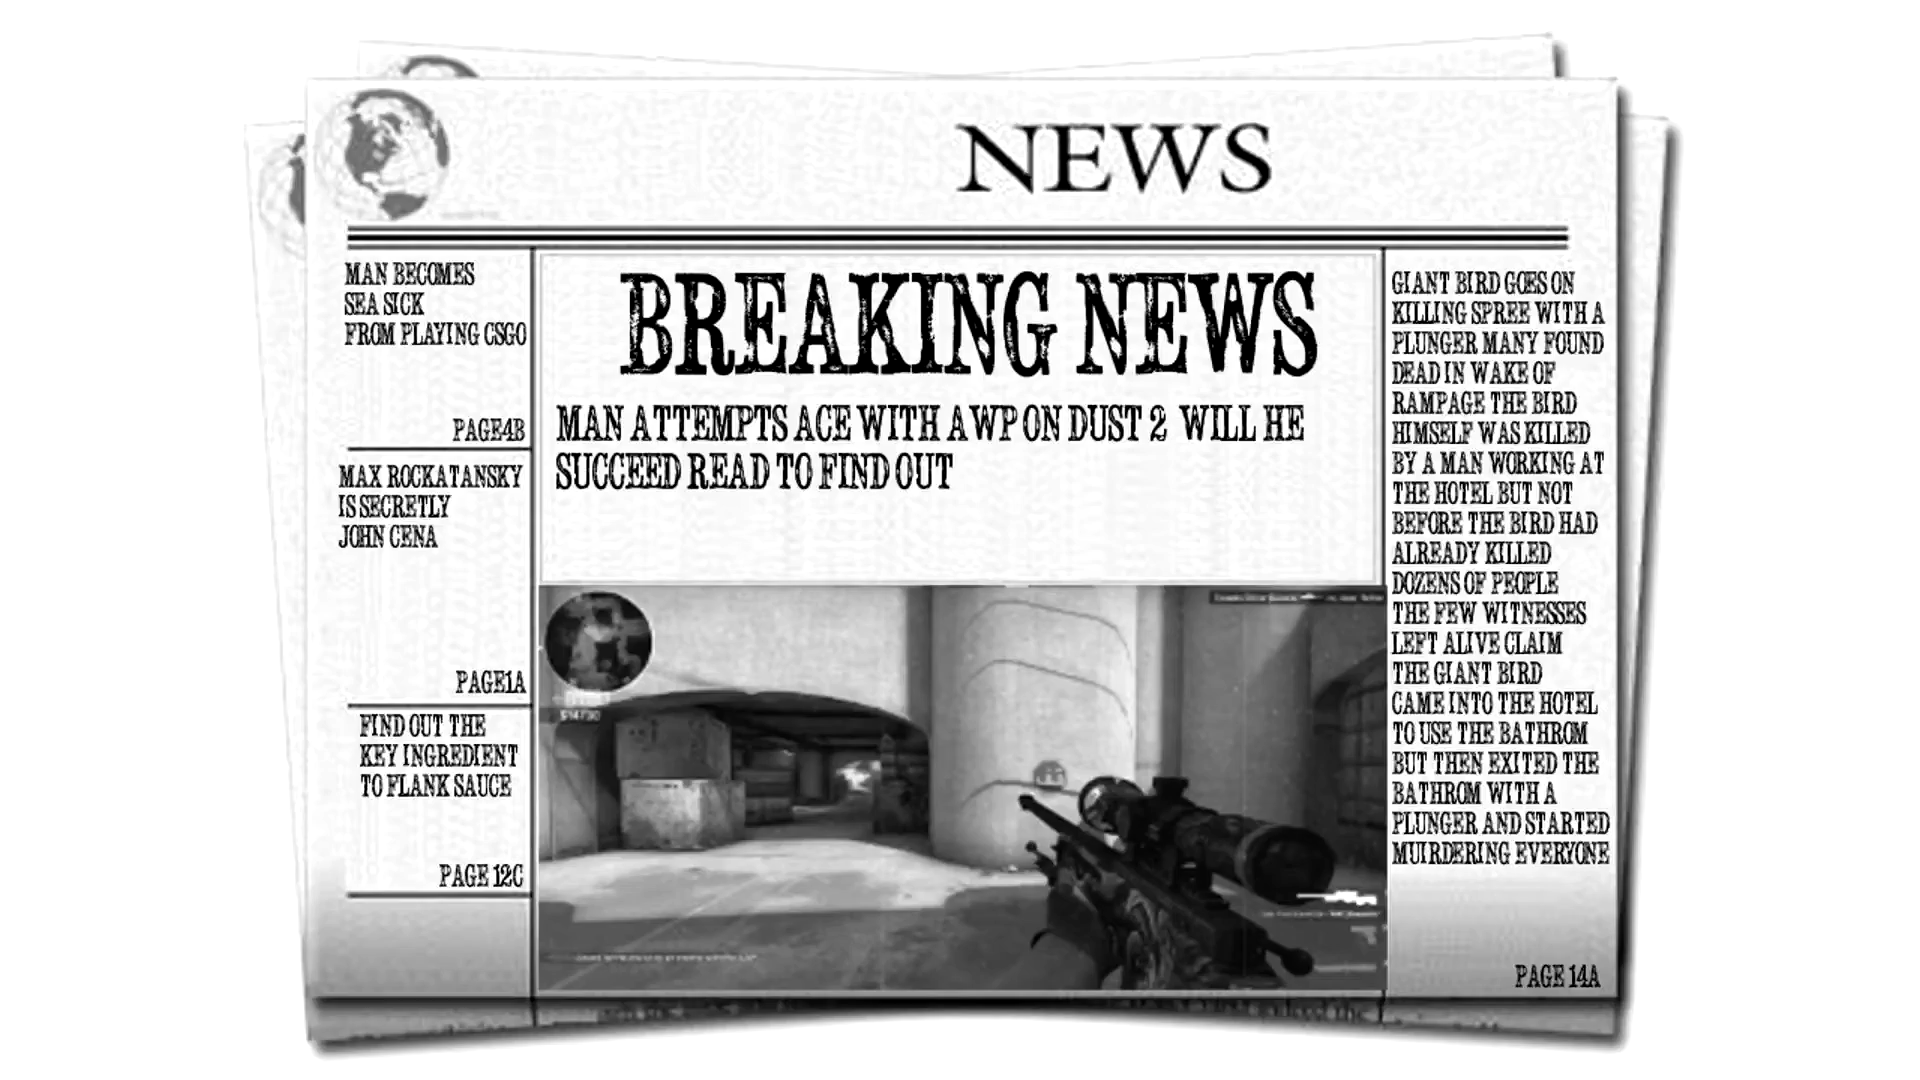 NEWS
MAN BECOMES
SEA SICK
FROM PLAYING CSGO
PAGE4B
MAX ROCKATANSKY
IS SECRETLY
JOHN CENA
PAGE1A
FIND OUT THE
KEY INGREDIENT
TO FLANK SAUCE
PAGE 12C
BREAKING NEWS
MAN ATTEMPTS ACE WITH AWP ON DUST 2 WILL HE
SUCCEED READ TO FIND OUT
GIANT BIRD GOES ON
KILLING SPREE WITH A
PLUNGER MANY FOUND
DEAD IN WAKE OF
RAMPAGE THE BIRD
HIMSELF WAS KILLED
BY A MAN WORKING AT
THE HOTEL BUT NOT
BEFORE THE BIRD HAD
ALREADY KILLED
DOZENS OF PEOPLE
THE FEW WITNESSES
LEFT ALIVE CLAIM
THE GIANT BIRD
CAME INTO THE HOTEL
TO USE THE BATHROM
BUT THEN EXITED THE
BATHROM WITH A
PLUNGER AND STARTED
MUIRDERING EVERYONE
PAGE 14A